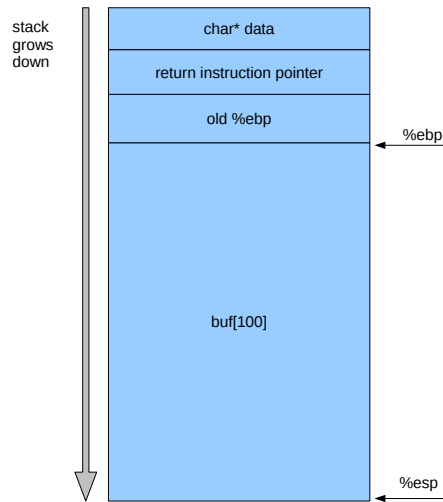 stack
grows
down
char* data
return instruction pointer
old %ebp
%ebp
buf[100]
%esp